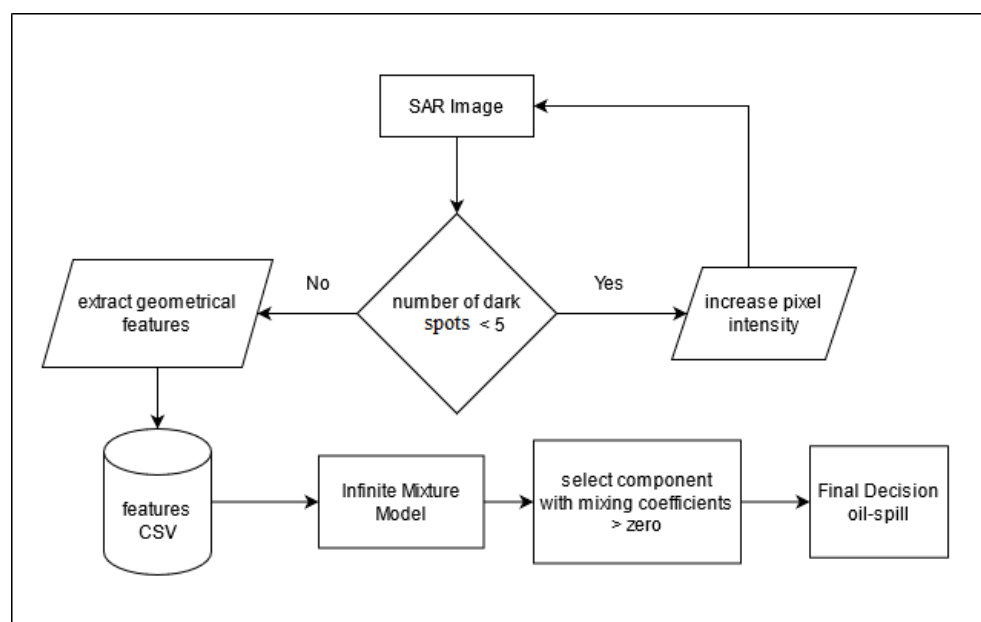 SAR Image
number of dark
spots < 5
No
Yes
extract geometrical
features
increase pixel
intensity
features
CSV
Infinite Mixture
Model
select component
with mixing coefficients
> zero
Final Decision
oil-spill